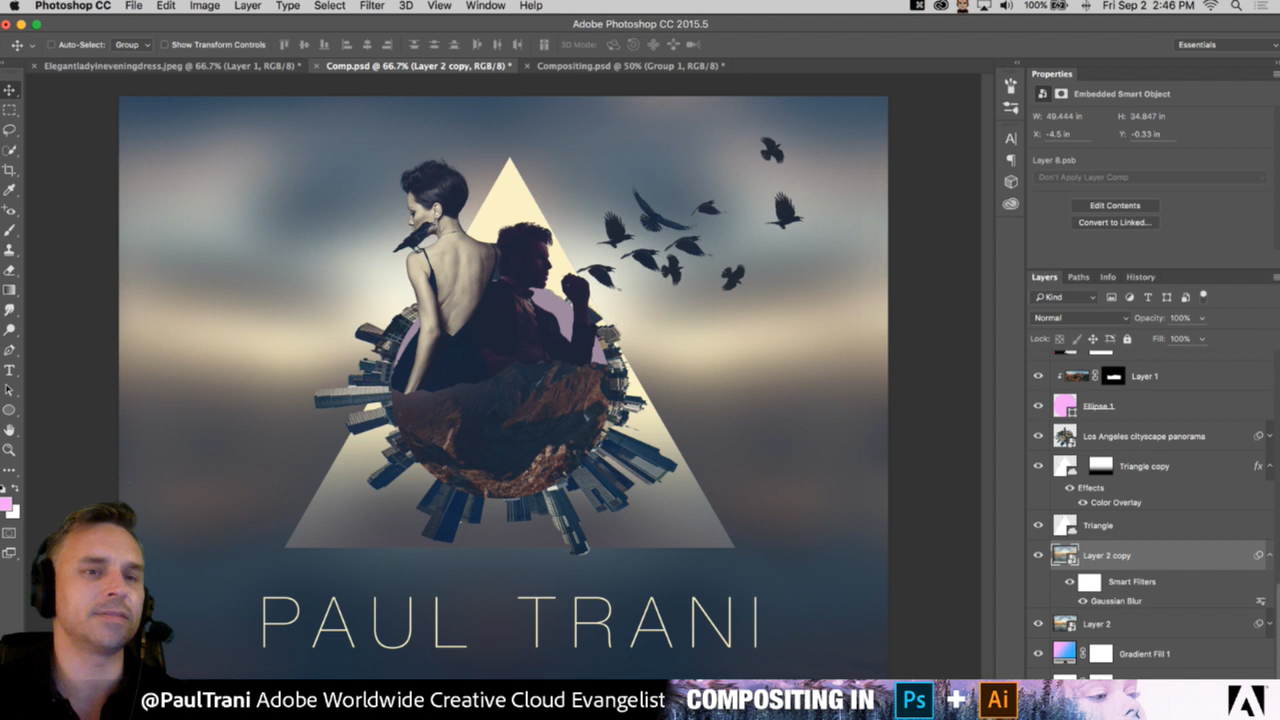 Photoshop CC File Edit Image Layer Type Select Filter 3D View Window Help 100% Fri Sep 2 2:46 PM
Adobe Photoshop CC 2015.5
Auto-Select: Group Show Transform Controls 3D Mode: Essentials
Elegantladyineveningdress.jpeg @ 66.7% (Layer 1, RGB/8) *
Comp.psd @ 66.7% (Layer 2 copy, RGB/8) *
Compositing.psd @ 50% (Group 1, RGB/8) *
Properties
Embedded Smart Object
W: 49.444 in H: 34.847 in
X: -4.5 in Y: -0.33 in
Layer 8.psb
Don't Apply Layer Comp
Edit Contents
Convert to Linked...
Layers Paths Info History
Kind
Normal Opacity: 100%
Lock: Fill: 100%
Layer 1
Ellipse 1
Los Angeles cityscape panorama
Triangle copy fx
Effects
Color Overlay
Triangle
Layer 2 copy
Smart Filters
Gaussian Blur
Layer 2
Gradient Fill 1
PAUL TRANI
@PaulTrani Adobe Worldwide Creative Cloud Evangelist COMPOSITING IN Ps + Ai